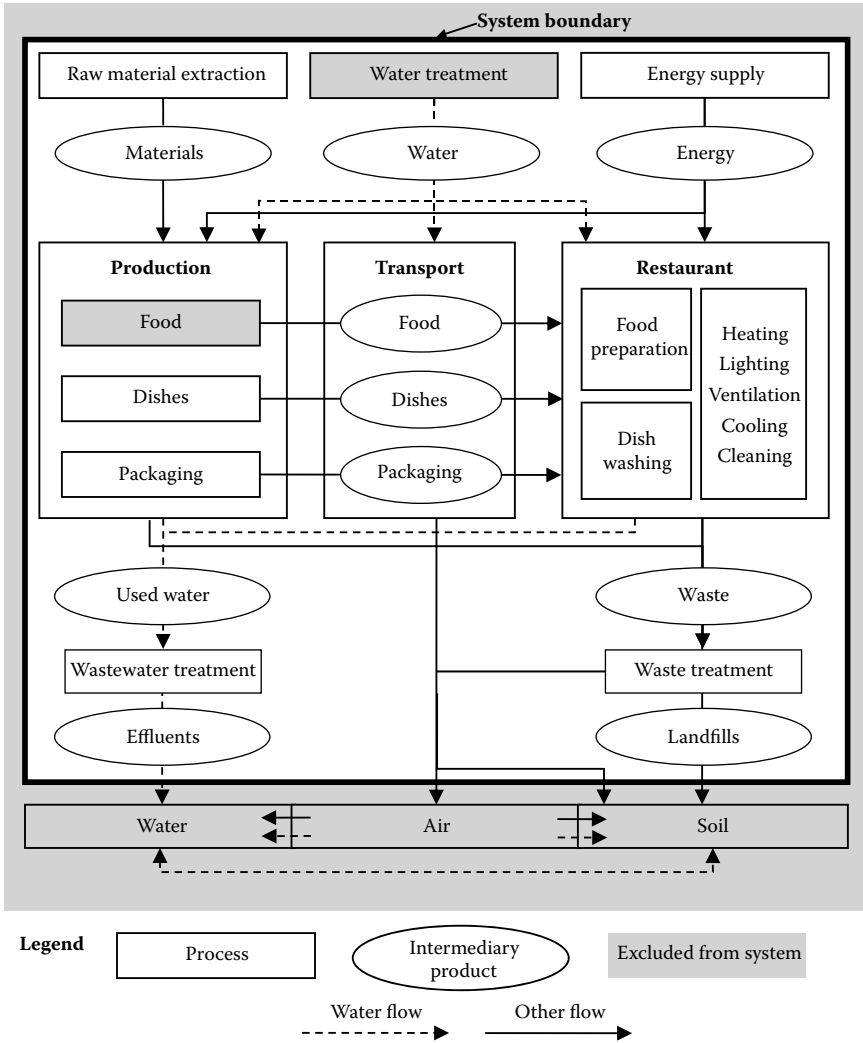 System boundary
Raw material extraction
Water treatment
Energy supply
Materials
Water
Energy
Production
Transport
Restaurant
Food
Food
Food
preparation
Heating
Lighting
Ventilation
Cooling
Cleaning
Dishes
Dishes
Dish
washing
Packaging
Packaging
Used water
Waste
Wastewater treatment
Waste treatment
Effluents
Landfills
Water
Air
Soil
Legend
Process
Intermediary
product
Excluded from system
Water flow
Other flow